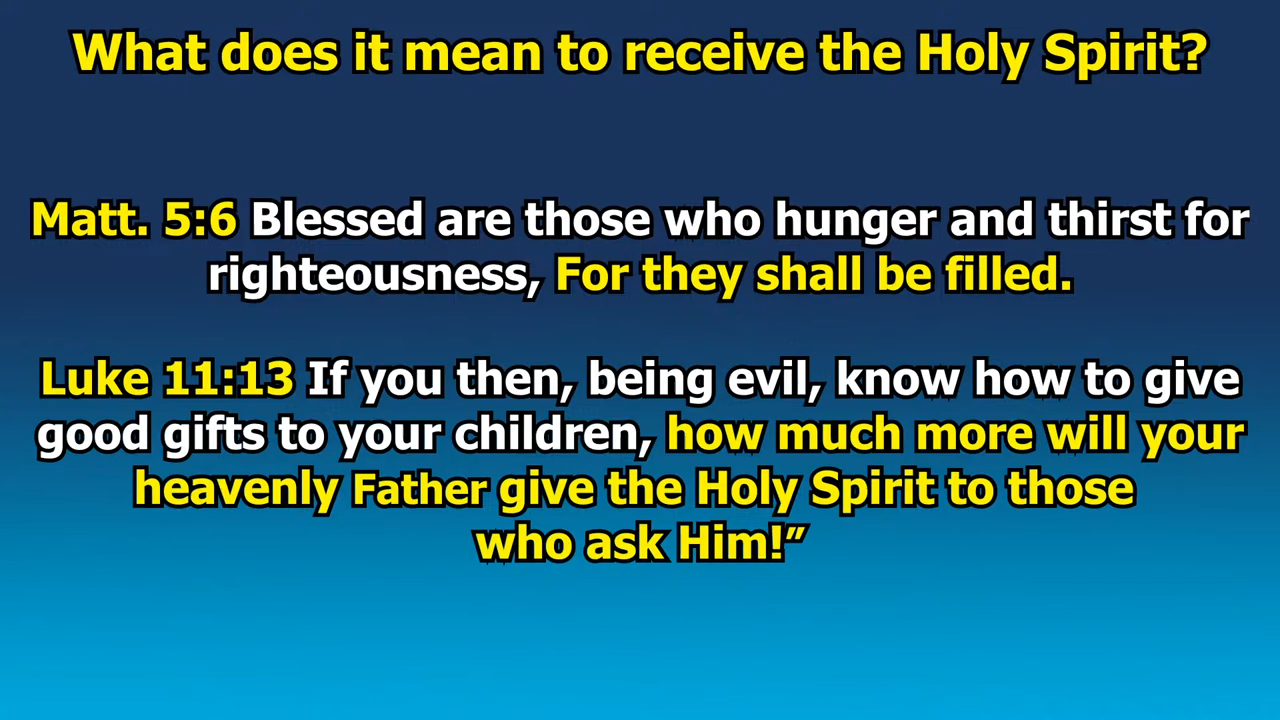 What does it mean to receive the Holy Spirit?
Matt. 5:6 Blessed are those who hunger and thirst for
righteousness, For they shall be filled.
Luke 11:13 If you then, being evil, know how to give
good gifts to your children, how much more will your
heavenly Father give the Holy Spirit to those
who ask Him!”